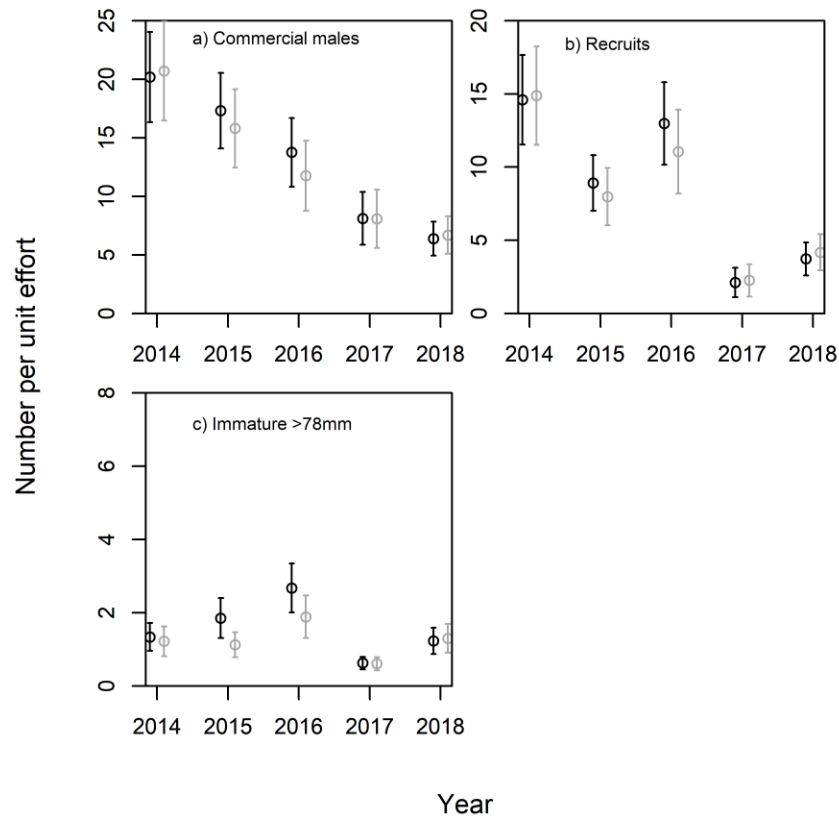 a) Commercial males
25
20
15
10
5
0
2014 2015 2016 2017 2018
b) Recruits
20
15
10
5
0
2014 2015 2016 2017 2018
Number per unit effort
c) Immature >78mm
8
6
4
2
0
2014 2015 2016 2017 2018
Year